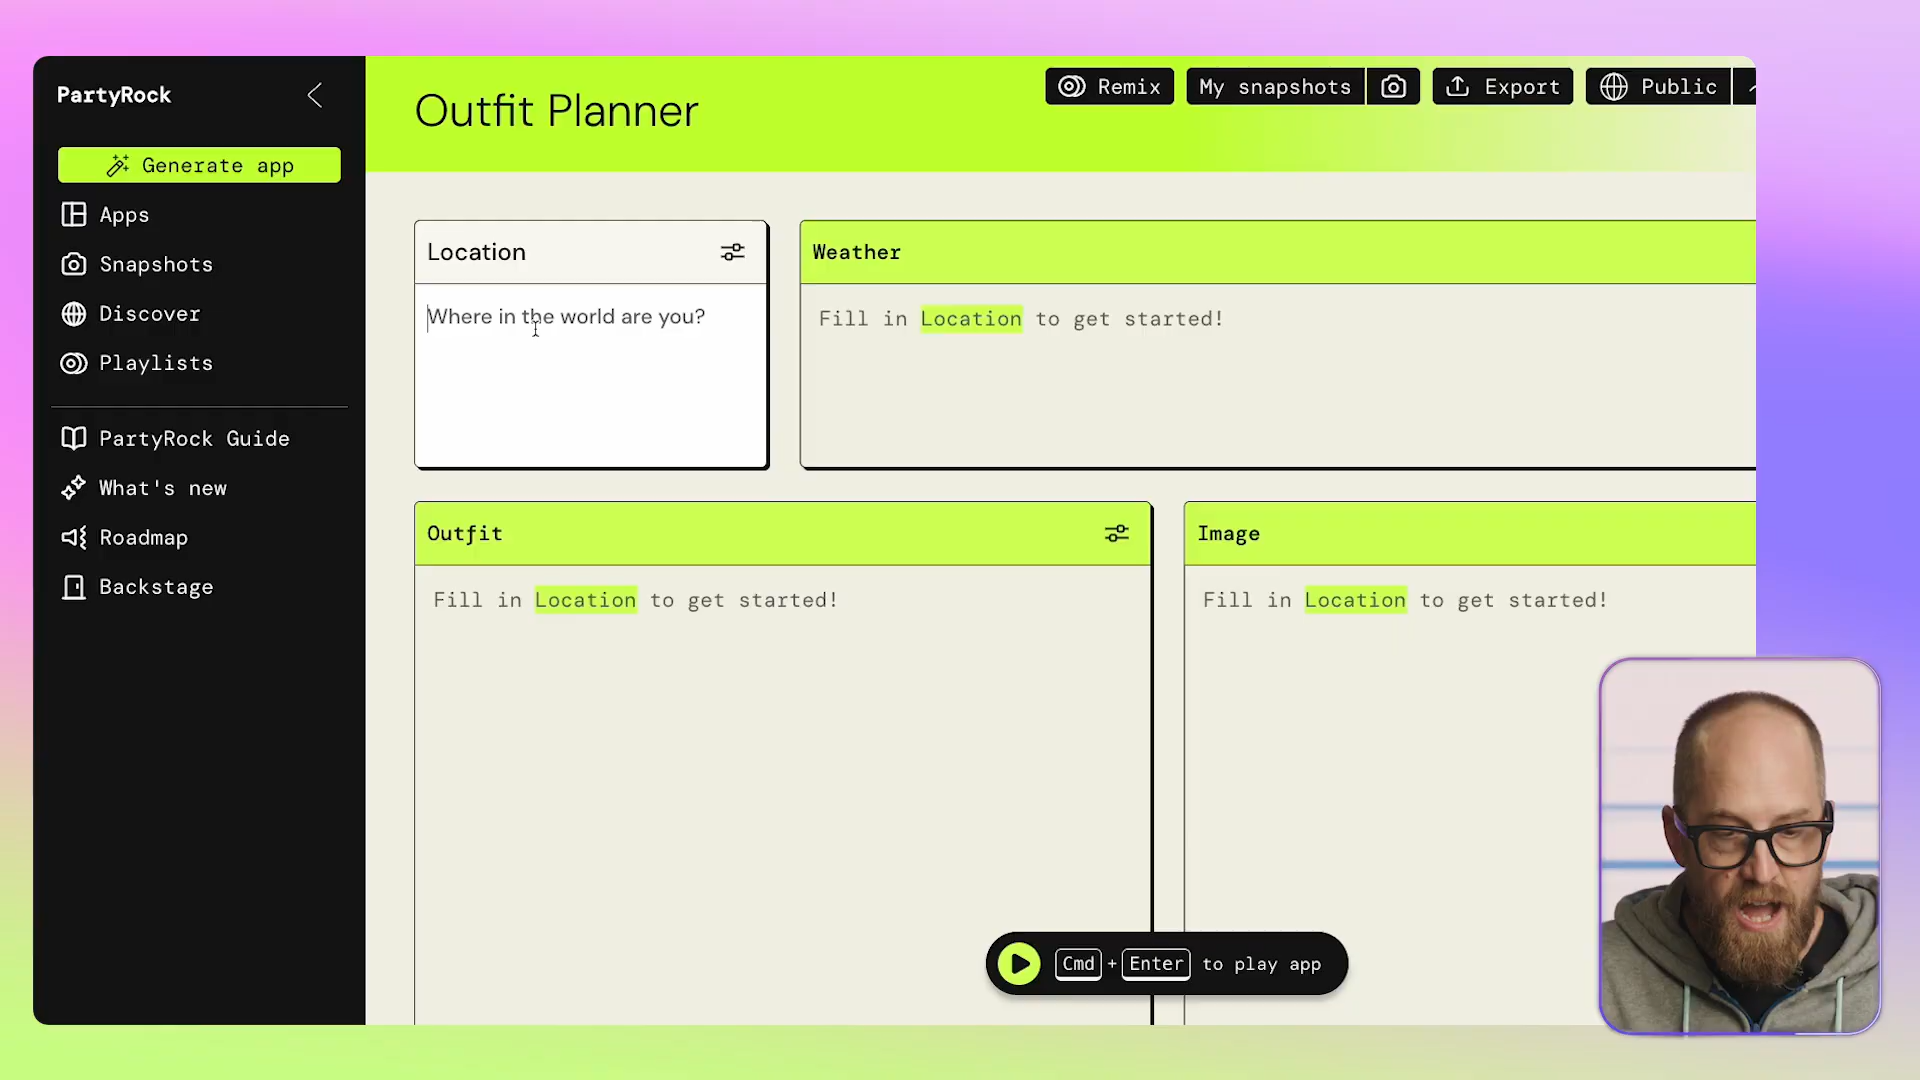 PartyRock
Generate app
Apps
Snapshots
Discover
Playlists
PartyRock Guide
What's new
Roadmap
Backstage
Outfit Planner
Remix
My snapshots
Export
Public
Location
Where in the world are you?
Weather
Fill in Location to get started!
Outfit
Fill in Location to get started!
Image
Fill in Location to get started!
Cmd + Enter to play app